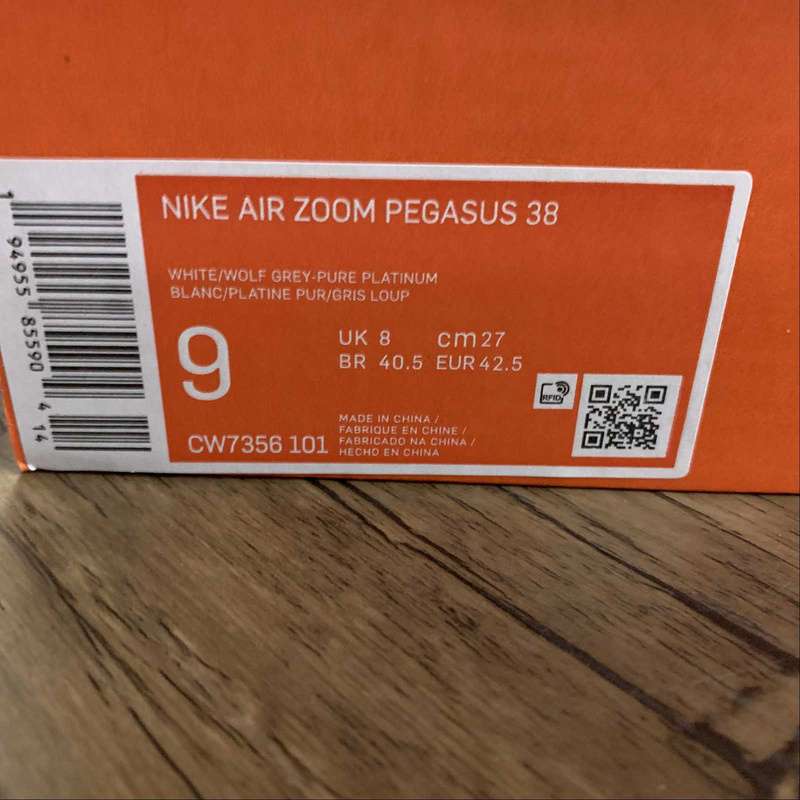 NIKE AIR ZOOM PEGASUS 38
WHITE/WOLF GREY-PURE PLATINUM
BLANC/PLATINE PUR/GRIS LOUP
9
UK 8 cm 27
BR 40.5 EUR 42.5
RFID
CW7356 101
MADE IN CHINA /
FABRIQUE EN CHINE /
FABRICADO NA CHINA /
HECHO EN CHINA
1 94955 85590 4 14